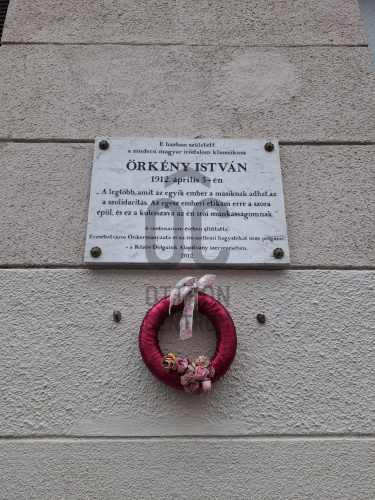 E házban született
a modern magyar irodalom klasszikusa
ÖRKÉNY ISTVÁN
1912. április 5-én
„A legtöbb, amit az egyik ember a másiknak adhat, az
a szolidaritás. Az egész emberi etikám erre a szóra
épül, és ez a kulcsszava az én írói munkásságomnak."
A centenárium évében állíttatta:
Erzsébetváros Önkormányzata és az író szellemi hagyatékát őrző polgárai
- a Közös Dolgaink Alapítvány szervezésében.
2012
OTTHON